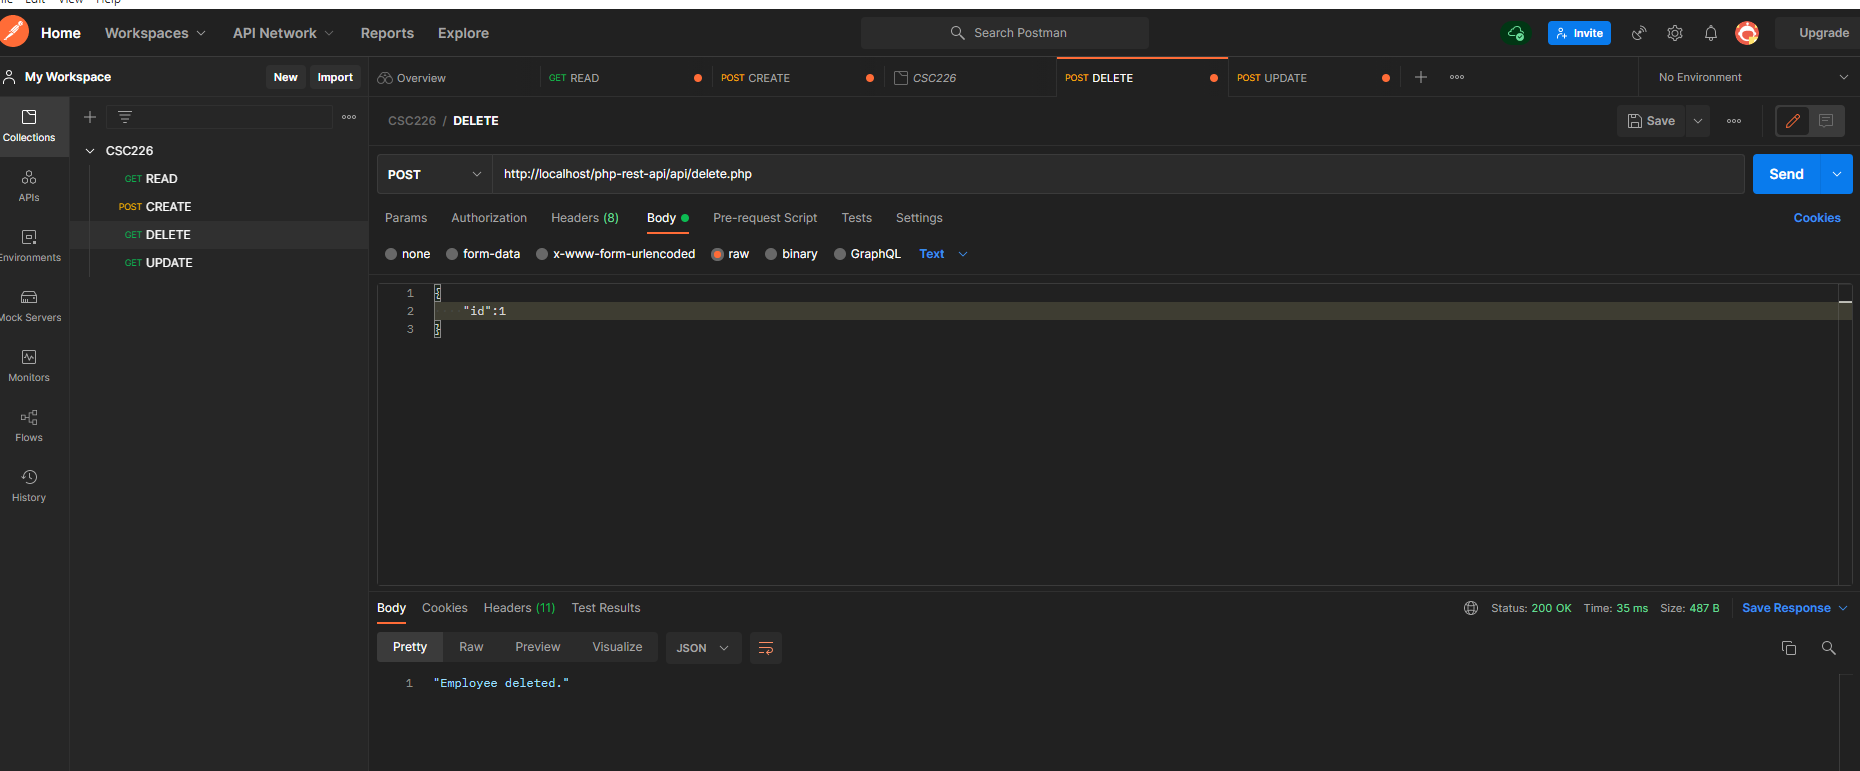 File Edit View Help
Home Workspaces API Network Reports Explore Search Postman Invite Upgrade
My Workspace New Import Overview GET READ POST CREATE CSC226 POST DELETE POST UPDATE No Environment
Collections
APIs
Environments
Mock Servers
Monitors
Flows
History
CSC226
GET READ
POST CREATE
GET DELETE
GET UPDATE
CSC226 / DELETE Save
POST http://localhost/php-rest-api/api/delete.php Send
Params Authorization Headers (8) Body Pre-request Script Tests Settings Cookies
none form-data x-www-form-urlencoded raw binary GraphQL Text
1 {
2 "id":1
3 }
Body Cookies Headers (11) Test Results Status: 200 OK Time: 35 ms Size: 487 B Save Response
Pretty Raw Preview Visualize JSON
1 "Employee deleted."